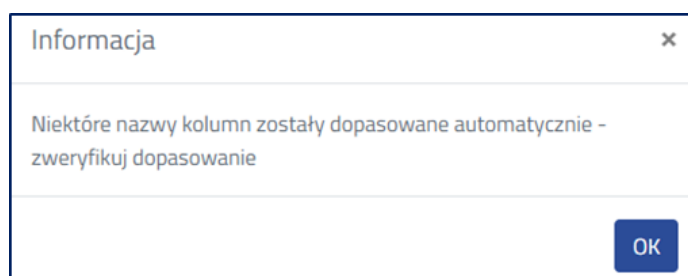 Informacja ×
Niektóre nazwy kolumn zostały dopasowane automatycznie -
zweryfikuj dopasowanie
OK